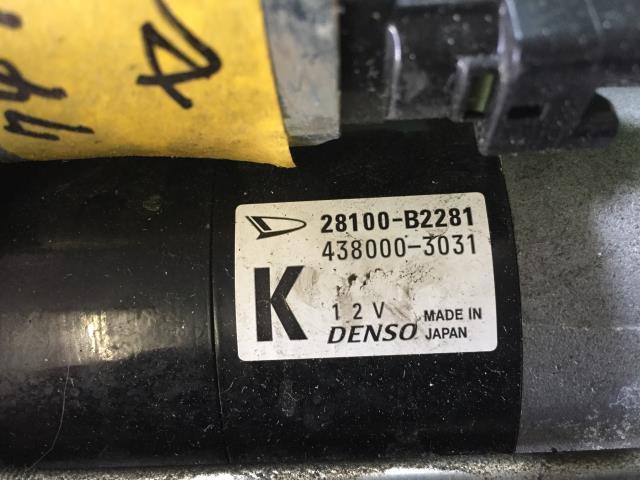 28100-B2281
438000-3031
K
12V
DENSO
MADE IN
JAPAN